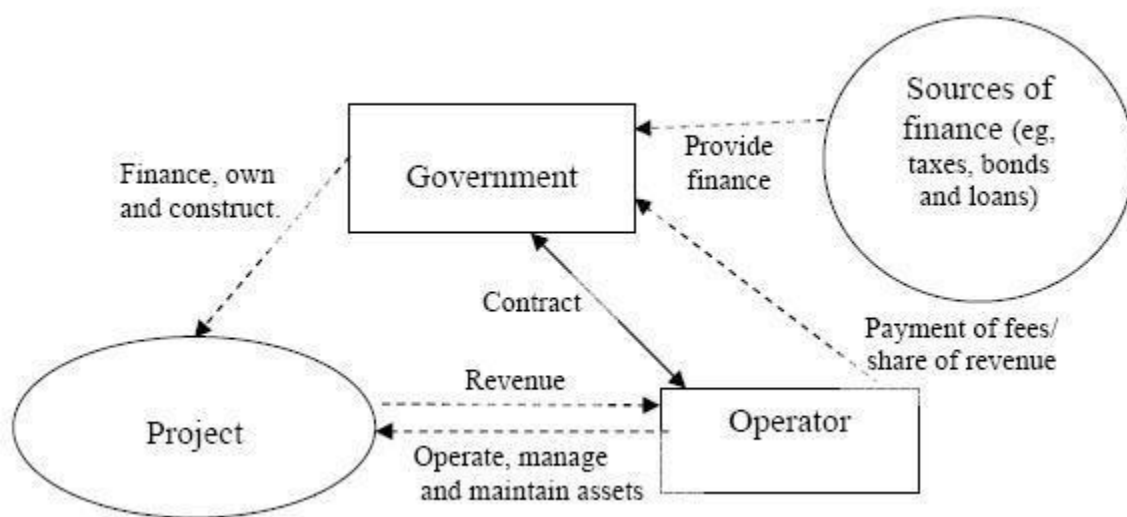 Sources of
finance (eg,
taxes, bonds
and loans)
Provide
finance
Government
Finance, own
and construct.
Contract
Payment of fees/
share of revenue
Revenue
Project
Operator
Operate, manage
and maintain assets